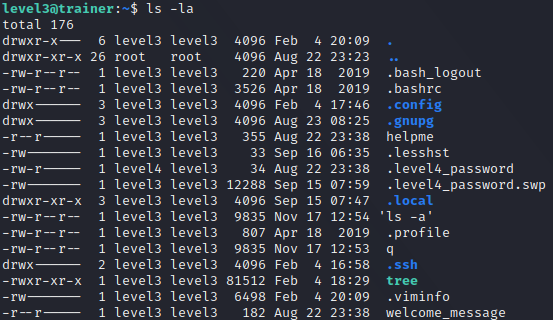 level3@trainer:~$ ls -la
total 176
drwxr-x--- 6 level3 level3 4096 Feb 4 20:09 .
drwxr-xr-x 26 root root 4096 Aug 22 23:23 ..
-rw-r--r-- 1 level3 level3 220 Apr 18 2019 .bash_logout
-rw-r--r-- 1 level3 level3 3526 Apr 18 2019 .bashrc
drwx------ 3 level3 level3 4096 Feb 4 17:46 .config
drwx------ 3 level3 level3 4096 Aug 23 08:25 .gnupg
-r--r----- 1 level3 level3 355 Aug 22 23:38 helpme
-rw------- 1 level3 level3 33 Sep 16 06:35 .lesshst
-rw-r----- 1 level4 level3 34 Aug 22 23:38 .level4_password
-rw------- 1 level3 level3 12288 Sep 15 07:59 .level4_password.swp
drwxr-xr-x 3 level3 level3 4096 Sep 15 07:47 .local
-rw-r--r-- 1 level3 level3 9835 Nov 17 12:54 'ls -a'
-rw-r--r-- 1 level3 level3 807 Apr 18 2019 .profile
-rw-r--r-- 1 level3 level3 9835 Nov 17 12:53 q
drwx------ 2 level3 level3 4096 Feb 4 16:58 .ssh
-rwxr-xr-x 1 level3 level3 81512 Feb 4 18:29 tree
-rw------- 1 level3 level3 6498 Feb 4 20:09 .viminfo
-rw-r--r-- 1 level3 level3 182 Aug 22 23:38 welcome_message